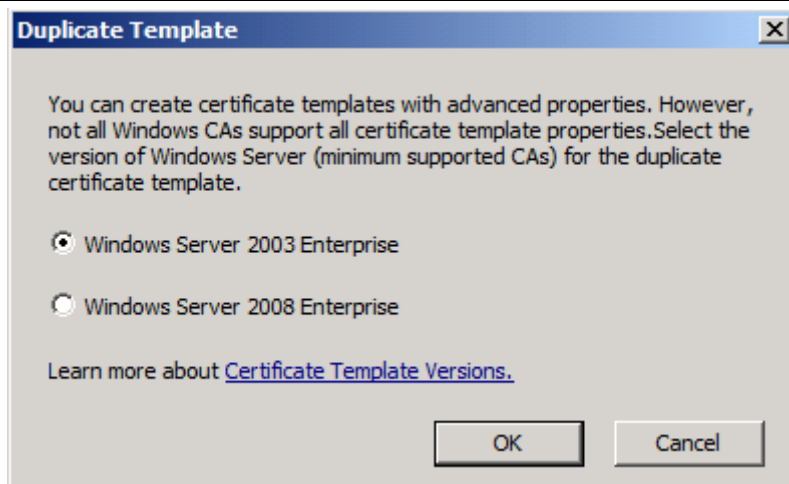 Duplicate Template
You can create certificate templates with advanced properties. However,
not all Windows CAs support all certificate template properties.Select the
version of Windows Server (minimum supported CAs) for the duplicate
certificate template.
Windows Server 2003 Enterprise
Windows Server 2008 Enterprise
Learn more about Certificate Template Versions.
OK Cancel